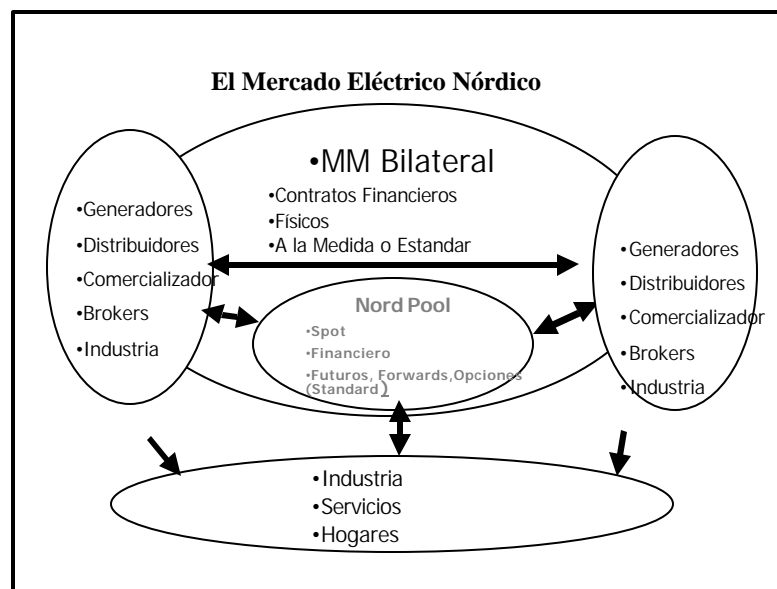 El Mercado Eléctrico Nórdico
•MM Bilateral
•Contratos Financieros
•Físicos
•A la Medida o Estandar
•Generadores
•Distribuidores
•Comercializador
•Brokers
•Industria
•Generadores
•Distribuidores
•Comercializador
•Brokers
•Industria
Nord Pool
•Spot
•Financiero
•Futuros, Forwards,Opciones
(Standard)
•Industria
•Servicios
•Hogares